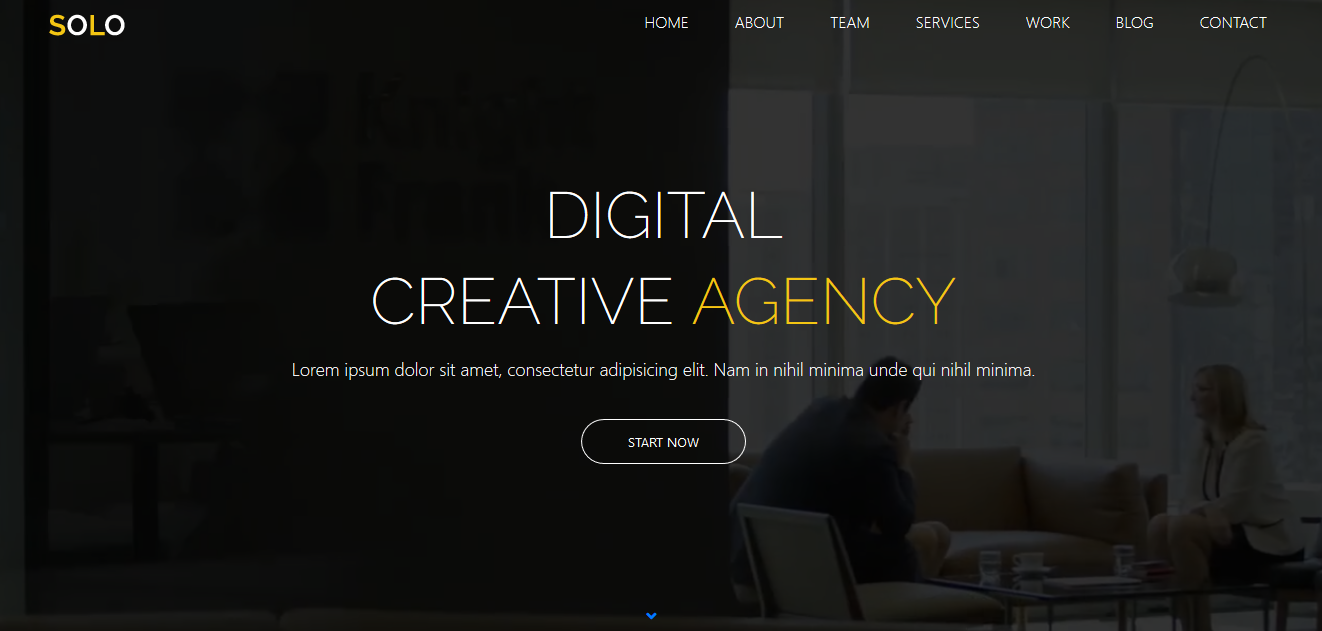 SOLO
HOME ABOUT TEAM SERVICES WORK BLOG CONTACT
DIGITAL
CREATIVE AGENCY
Lorem ipsum dolor sit amet, consectetur adipisicing elit. Nam in nihil minima unde qui nihil minima.
START NOW